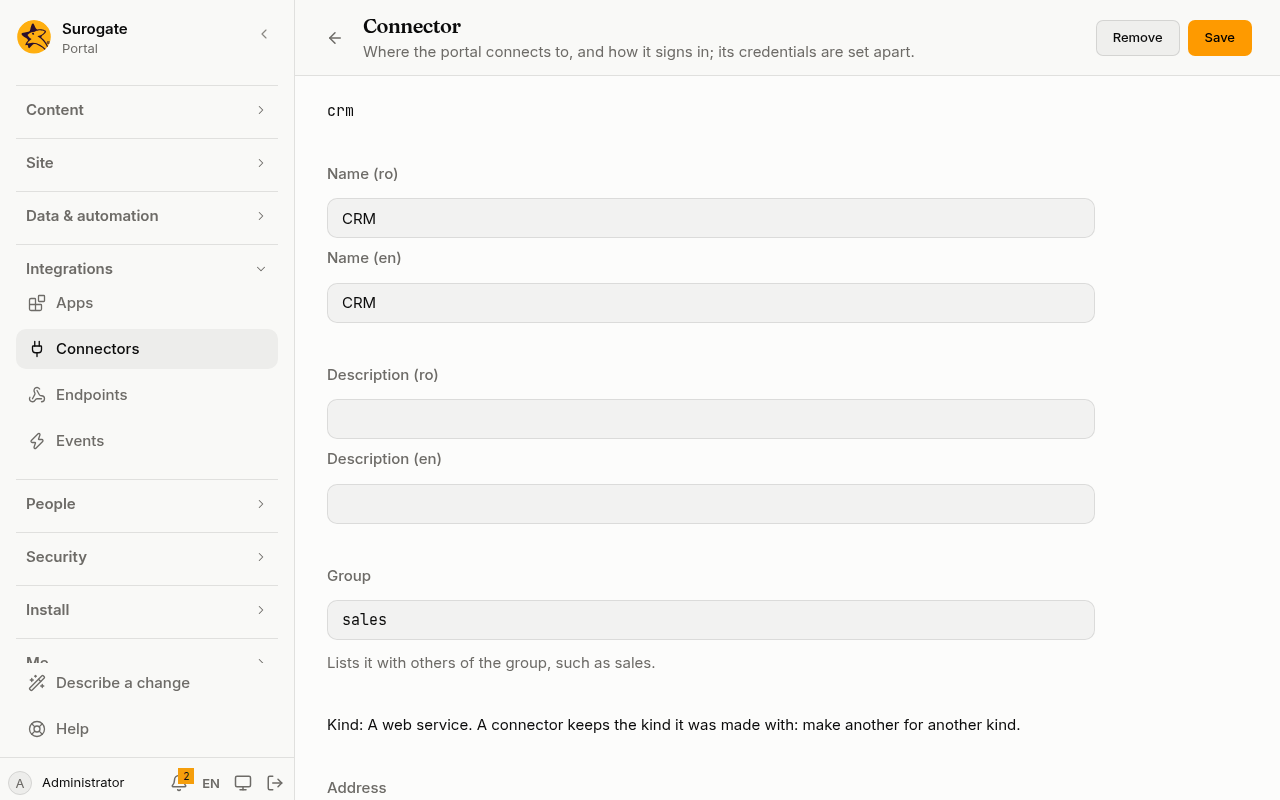 Surogate
Portal
Content
Site
Data & automation
Integrations
Apps
Connectors
Endpoints
Events
People
Security
Install
Describe a change
Help
A
Administrator
2
EN
Connector
Where the portal connects to, and how it signs in; its credentials are set apart.
Remove
Save
crm
Name (ro)
CRM
Name (en)
CRM
Description (ro)
Description (en)
Group
sales
Lists it with others of the group, such as sales.
Kind: A web service. A connector keeps the kind it was made with: make another for another kind.
Address